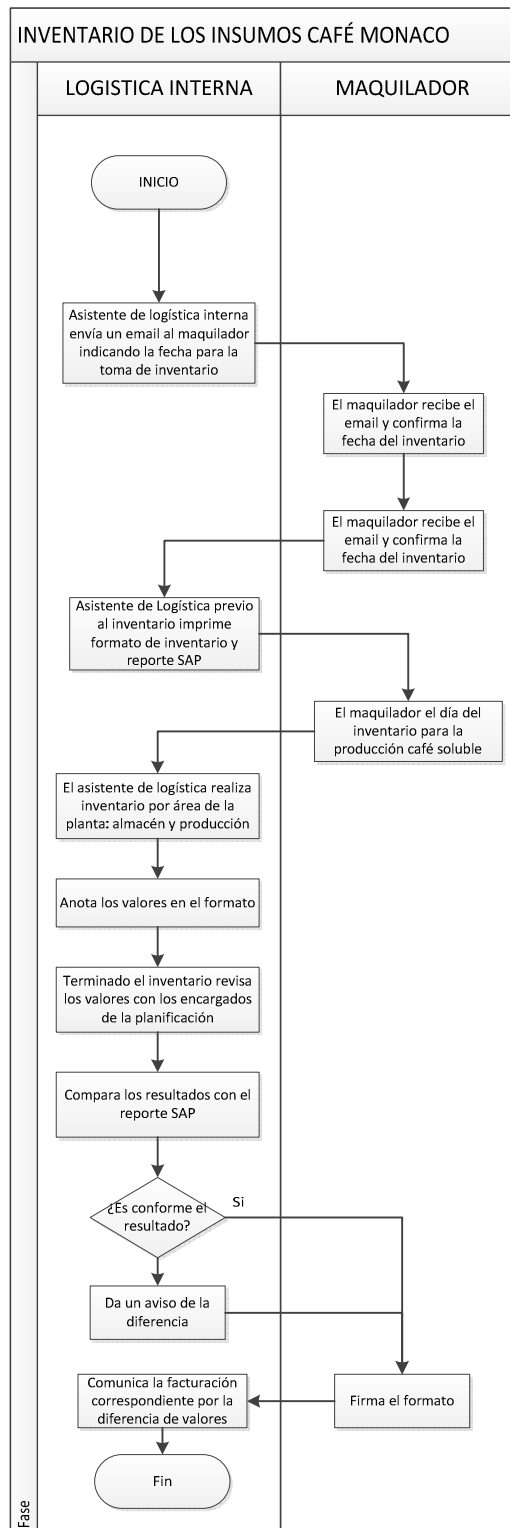 INVENTARIO DE LOS INSUMOS CAFÉ MONACO
LOGISTICA INTERNA
MAQUILADOR
INICIO
Asistente de logística interna
envía un email al maquilador
indicando la fecha para la
toma de inventario
El maquilador recibe el
email y confirma la
fecha del inventario
El maquilador recibe el
email y confirma la
fecha del inventario
Asistente de Logística previo
al inventario imprime
formato de inventario y
reporte SAP
El maquilador el día del
inventario para la
producción café soluble
El asistente de logística realiza
inventario por área de la
planta: almacén y producción
Anota los valores en el formato
Terminado el inventario revisa
los valores con los encargados
de la planificación
Compara los resultados con el
reporte SAP
¿Es conforme el
resultado?
Si
Da un aviso de la
diferencia
Comunica la facturación
correspondiente por la
diferencia de valores
Firma el formato
Fin
Fase